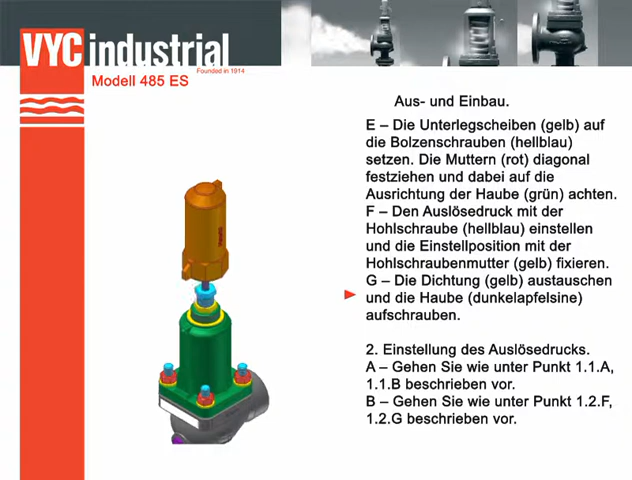 VYC industrial
Founded in 1914
Modell 485 ES
Aus- und Einbau.
E – Die Unterlegscheiben (gelb) auf
die Bolzenschrauben (hellblau)
setzen. Die Muttern (rot) diagonal
festziehen und dabei auf die
Ausrichtung der Haube (grün) achten.
F – Den Auslösedruck mit der
Hohlschraube (hellblau) einstellen
und die Einstellposition mit der
Hohlschraubenmutter (gelb) fixieren.
G – Die Dichtung (gelb) austauschen
und die Haube (dunkelapfelsine)
aufschrauben.
2. Einstellung des Auslösedrucks.
A – Gehen Sie wie unter Punkt 1.1.A,
1.1.B beschrieben vor.
B – Gehen Sie wie unter Punkt 1.2.F,
1.2.G beschrieben vor.